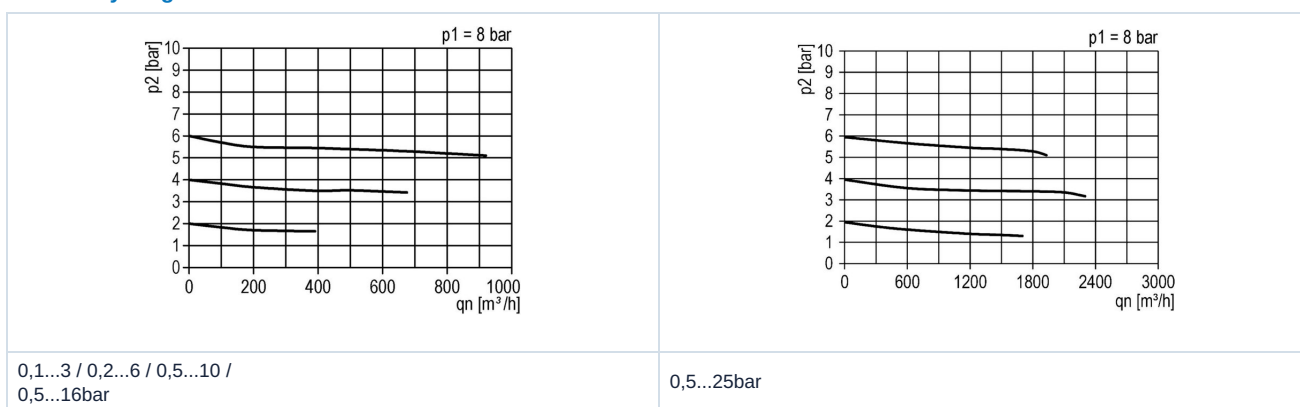 p1 = 8 bar
p2 [bar]
10
9
8
7
6
5
4
3
2
1
0
0 200 400 600 800 1000
qn [m³/h]
p1 = 8 bar
p2 [bar]
10
9
8
7
6
5
4
3
2
1
0
0 600 1200 1800 2400 3000
qn [m³/h]
0,1...3 / 0,2...6 / 0,5...10 /
0,5...16bar
0,5...25bar